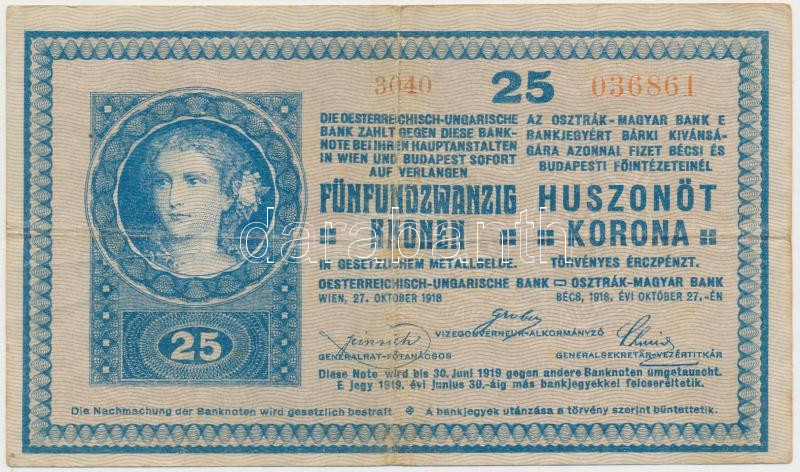 3040 25 036861
DIE OESTERREICHISCH-UNGARISCHE
BANK ZAHLT GEGEN DIESE BANK-
NOTE BEI IHREN HAUPTANSTALTEN
IN WIEN UND BUDAPEST SOFORT
AUF VERLANGEN
FÜNFUNDZWANZIG
KRONEN
IN GESETZLICHEM METALLGELDE.
AZ OSZTRÁK-MAGYAR BANK E
BANKJEGYÉRT BÁRKI KIVÁNSÁ-
GÁRA AZONNAL FIZET BÉCSI ÉS
BUDAPESTI FŐINTÉZETEINÉL
HUSZONÖT
KORONA
TÖRVÉNYES ÉRCZPÉNZT.
darabanth
OESTERREICHISCH-UNGARISCHE BANK OSZTRÁK-MAGYAR BANK
WIEN, 27. OKTOBER 1918 BÉCS, 1918. ÉVI OKTÓBER 27.-ÉN
Gruber
VIZEGOUVERNEUR-ALKORMÁNYZÓ
Schmid
GENERALRAT-FŐTANÁCSOS GENERALSEKRETÄR-VEZÉRTITKÁR
25
Diese Note wird bis 30. Juni 1919 gegen andere Banknoten umgetauscht.
E jegy 1919. évi junius 30.-áig más bankjegyekkel felcseréltetik.
Die Nachmachung der Banknoten wird gesetzlich bestraft A bankjegyek utánzása a törvény szerint büntettetik.